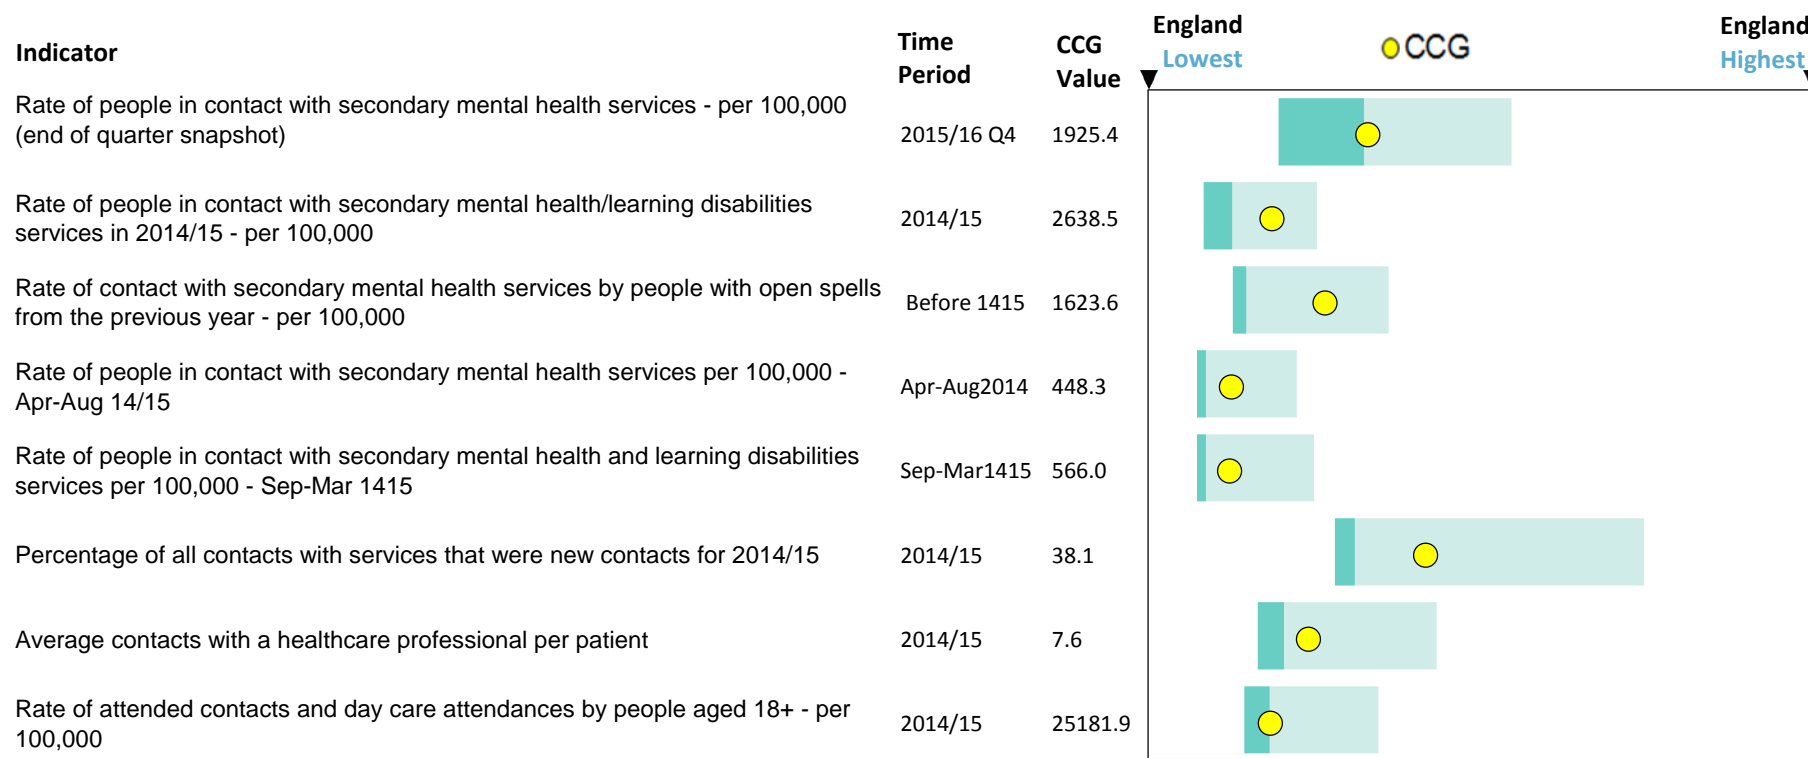 Indicator
Time
Period
CCG
Value
England
Lowest
CCG
England
Highest
Rate of people in contact with secondary mental health services - per 100,000
(end of quarter snapshot)
2015/16 Q4
1925.4
Rate of people in contact with secondary mental health/learning disabilities
services in 2014/15 - per 100,000
2014/15
2638.5
Rate of contact with secondary mental health services by people with open spells
from the previous year - per 100,000
Before 1415
1623.6
Rate of people in contact with secondary mental health services per 100,000 -
Apr-Aug 14/15
Apr-Aug2014
448.3
Rate of people in contact with secondary mental health and learning disabilities
services per 100,000 - Sep-Mar 1415
Sep-Mar1415
566.0
Percentage of all contacts with services that were new contacts for 2014/15
2014/15
38.1
Average contacts with a healthcare professional per patient
2014/15
7.6
Rate of attended contacts and day care attendances by people aged 18+ - per
100,000
2014/15
25181.9